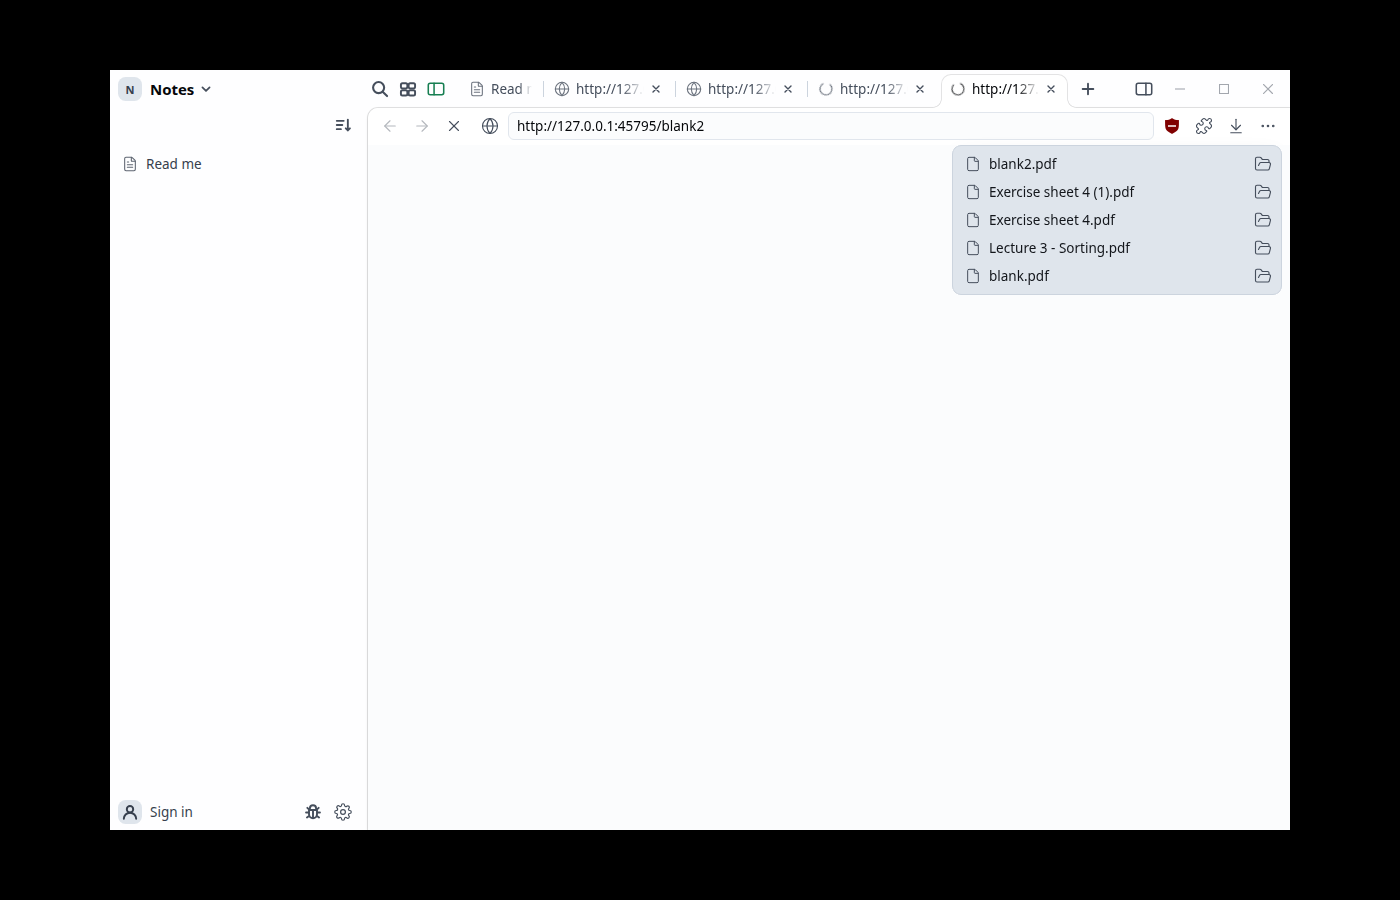 N Notes
Read
http://127.
http://127.
http://127.
http://127.
http://127.0.0.1:45795/blank2
Read me
blank2.pdf
Exercise sheet 4 (1).pdf
Exercise sheet 4.pdf
Lecture 3 - Sorting.pdf
blank.pdf
Sign in